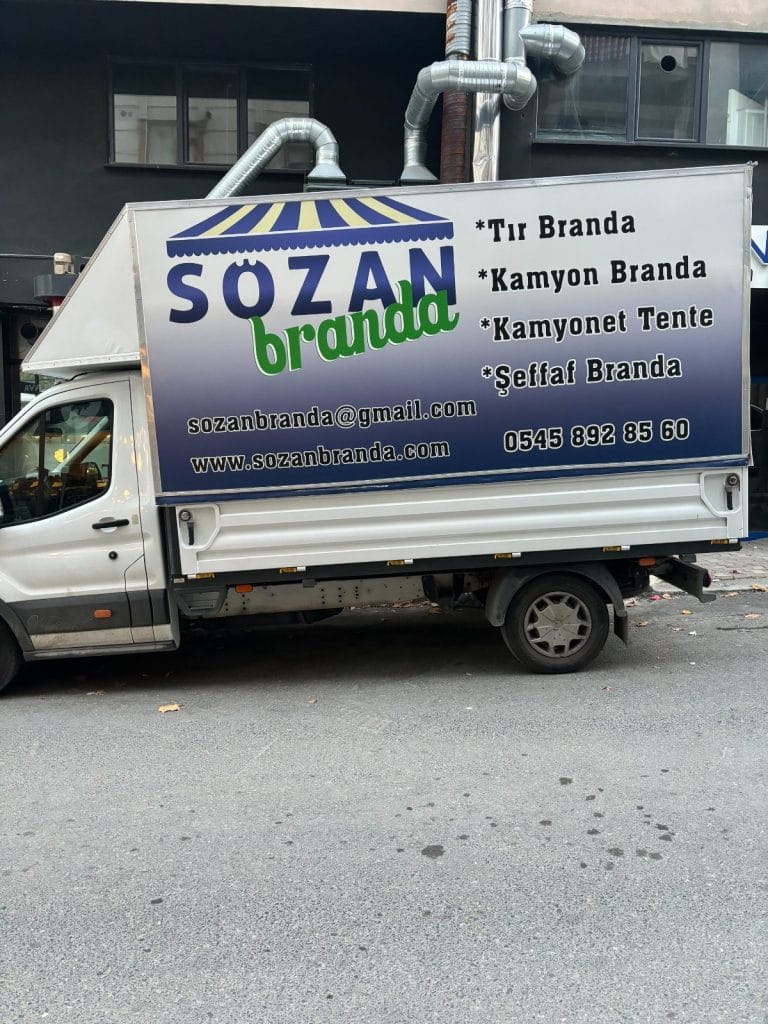 SÖZAN
branda
*Tır Branda
*Kamyon Branda
*Kamyonet Tente
*Şeffaf Branda
sozanbranda@gmail.com
www.sozanbranda.com
0545 892 85 60